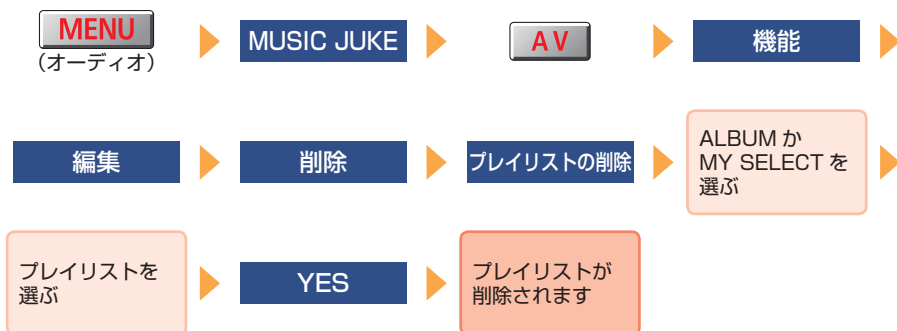 MENU
(オーディオ)
MUSIC JUKE
AV
機能
編集
削除
プレイリストの削除
ALBUM か
MY SELECT を
選ぶ
プレイリストを
選ぶ
YES
プレイリストが
削除されます